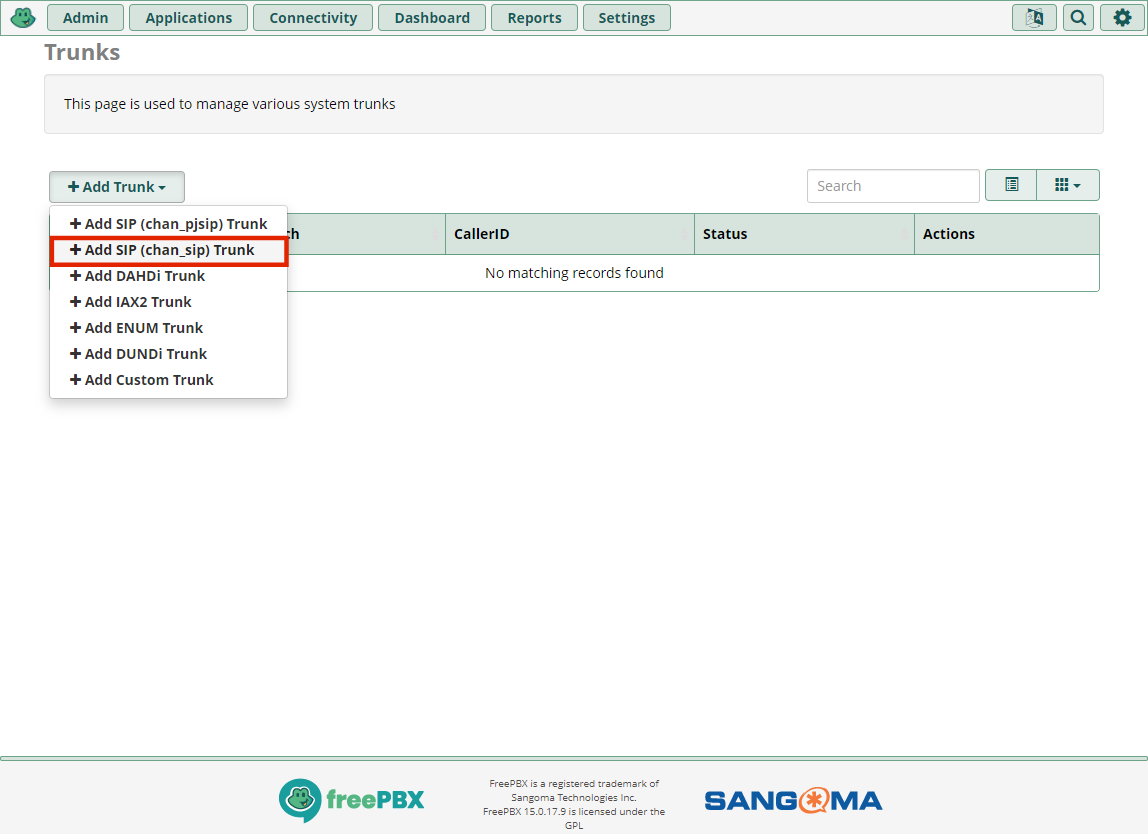 Admin Applications Connectivity Dashboard Reports Settings
Trunks
This page is used to manage various system trunks
Add Trunk
Search
Add SIP (chan_pjsip) Trunk
Add SIP (chan_sip) Trunk
Add DAHDi Trunk
Add IAX2 Trunk
Add ENUM Trunk
Add DUNDi Trunk
Add Custom Trunk
ch CallerID Status Actions
No matching records found
freePBX
FreePBX is a registered trademark of
Sangoma Technologies Inc.
FreePBX 15.0.17.9 is licensed under the
GPL
SANGOMA